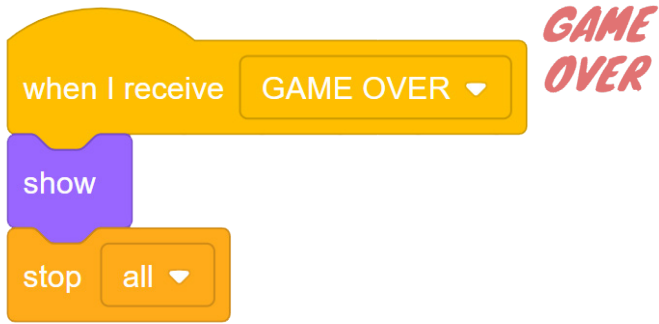 when I receive GAME OVER
show
stop all
GAME
OVER